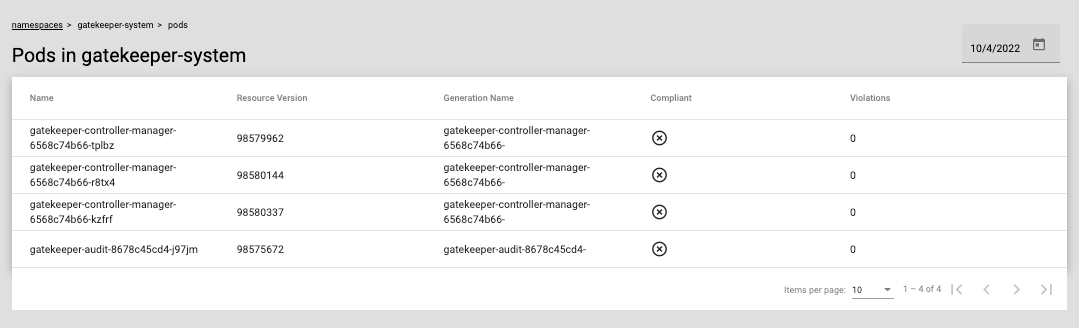 namespaces > gatekeeper-system > pods
Pods in gatekeeper-system
10/4/2022
Name Resource Version Generation Name Compliant Violations
gatekeeper-controller-manager- gatekeeper-controller-manager-
6568c74b66-tplbz 98579962 6568c74b66- 0
gatekeeper-controller-manager- gatekeeper-controller-manager-
6568c74b66-r8tx4 98580144 6568c74b66- 0
gatekeeper-controller-manager- gatekeeper-controller-manager-
6568c74b66-kzfrf 98580337 6568c74b66- 0
gatekeeper-audit-8678c45cd4-j97jm 98575672 gatekeeper-audit-8678c45cd4- 0
Items per page: 10 1 – 4 of 4